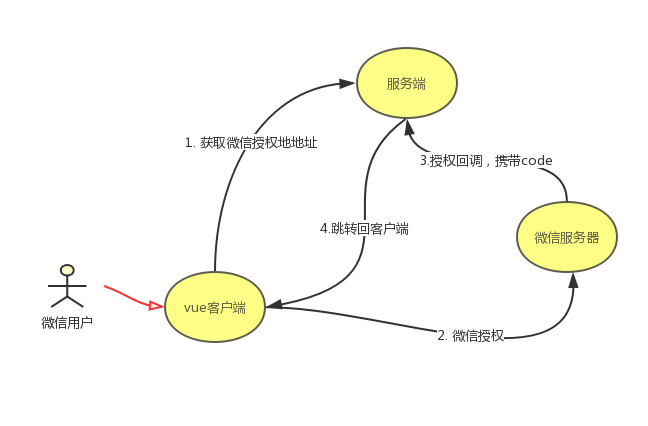 服务端
1. 获取微信授权地地址
3.授权回调，携带code
4.跳转回客户端
微信服务器
vue客户端
微信用户
2. 微信授权